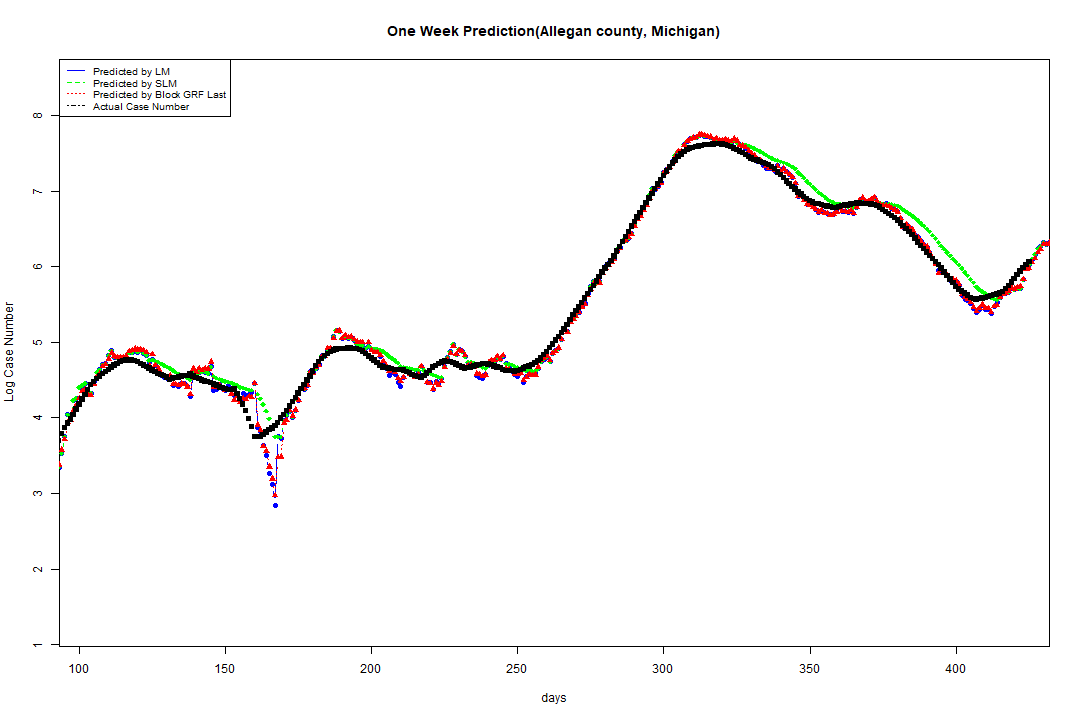 One Week Prediction(Allegan county, Michigan)
Predicted by LM
Predicted by SLM
Predicted by Block GRF Last
Actual Case Number
8
7
6
5
4
3
2
1
Log Case Number
100 150 200 250 300 350 400
days